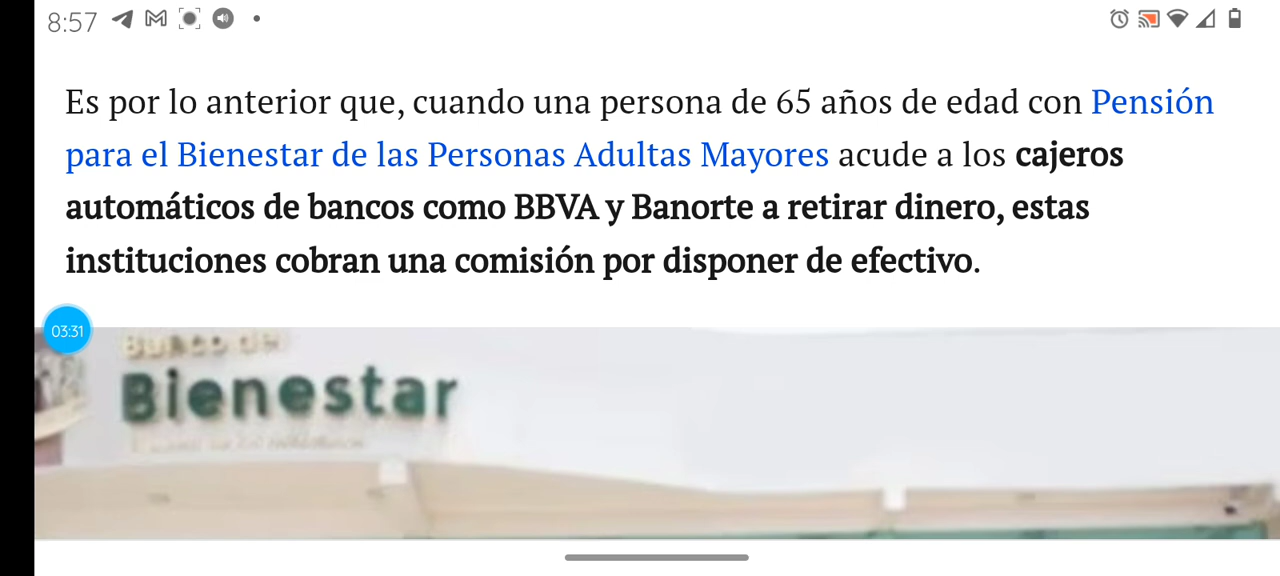 8:57
Es por lo anterior que, cuando una persona de 65 años de edad con Pensión
para el Bienestar de las Personas Adultas Mayores acude a los cajeros
automáticos de bancos como BBVA y Banorte a retirar dinero, estas
instituciones cobran una comisión por disponer de efectivo.
03:31
Banco del
Bienestar